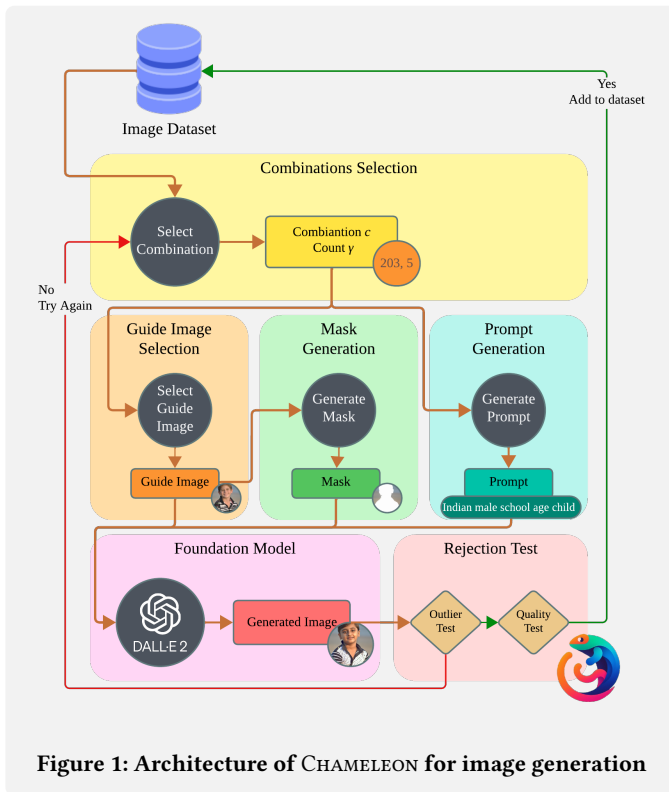 Image Dataset
Yes
Add to dataset
Combinations Selection
Select
Combination
Combiantion c
Count γ
203, 5
No
Try Again
Guide Image
Selection
Mask
Generation
Prompt
Generation
Select
Guide
Image
Generate
Mask
Generate
Prompt
Guide Image
Mask
Prompt
Indian male school age child
Foundation Model
Rejection Test
DALL·E 2
Generated Image
Outlier
Test
Quality
Test
Figure 1: Architecture of CHAMELEON for image generation